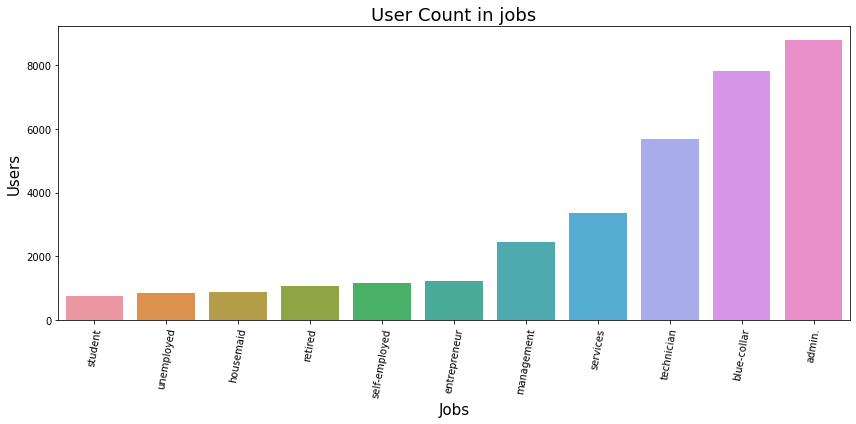 User Count in jobs
Users
8000
6000
4000
2000
0
student
unemployed
housemaid
retired
self-employed
entrepreneur
management
services
technician
blue-collar
admin.
Jobs